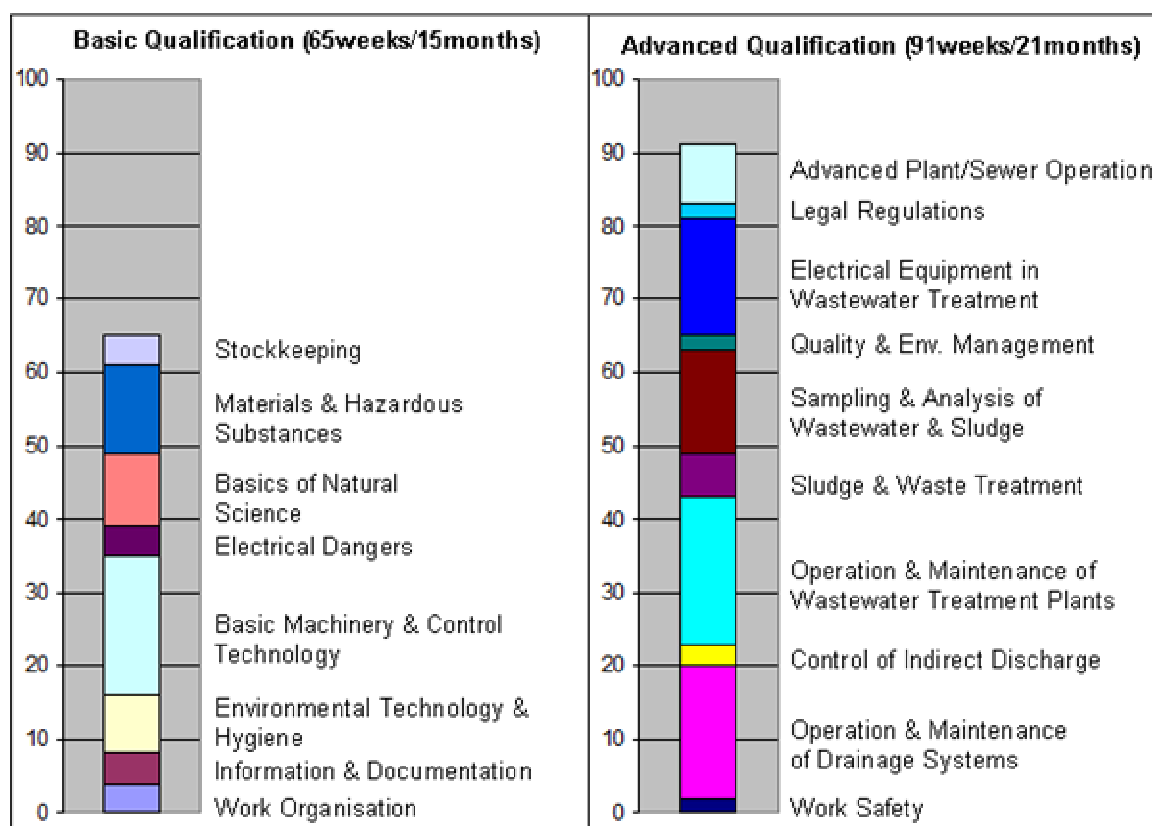 Basic Qualification (65weeks/15months)
100
90
80
70
60
50
40
30
20
10
0
Stockkeeping
Materials & Hazardous
Substances
Basics of Natural
Science
Electrical Dangers
Basic Machinery & Control
Technology
Environmental Technology &
Hygiene
Information & Documentation
Work Organisation
Advanced Qualification (91weeks/21months)
100
90
80
70
60
50
40
30
20
10
0
Advanced Plant/Sewer Operation
Legal Regulations
Electrical Equipment in
Wastewater Treatment
Quality & Env. Management
Sampling & Analysis of
Wastewater & Sludge
Sludge & Waste Treatment
Operation & Maintenance of
Wastewater Treatment Plants
Control of Indirect Discharge
Operation & Maintenance
of Drainage Systems
Work Safety